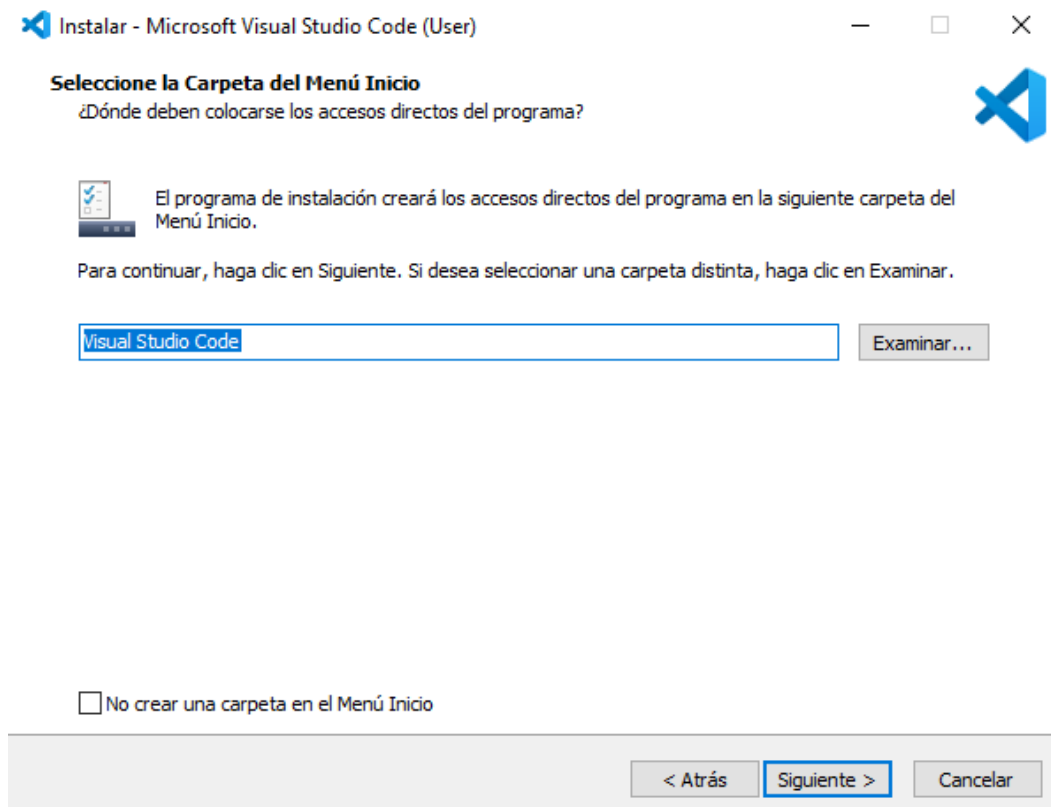 Instalar - Microsoft Visual Studio Code (User)
Seleccione la Carpeta del Menú Inicio
¿Dónde deben colocarse los accesos directos del programa?
El programa de instalación creará los accesos directos del programa en la siguiente carpeta del
Menú Inicio.
Para continuar, haga clic en Siguiente. Si desea seleccionar una carpeta distinta, haga clic en Examinar.
Visual Studio Code
Examinar...
No crear una carpeta en el Menú Inicio
< Atrás
Siguiente >
Cancelar